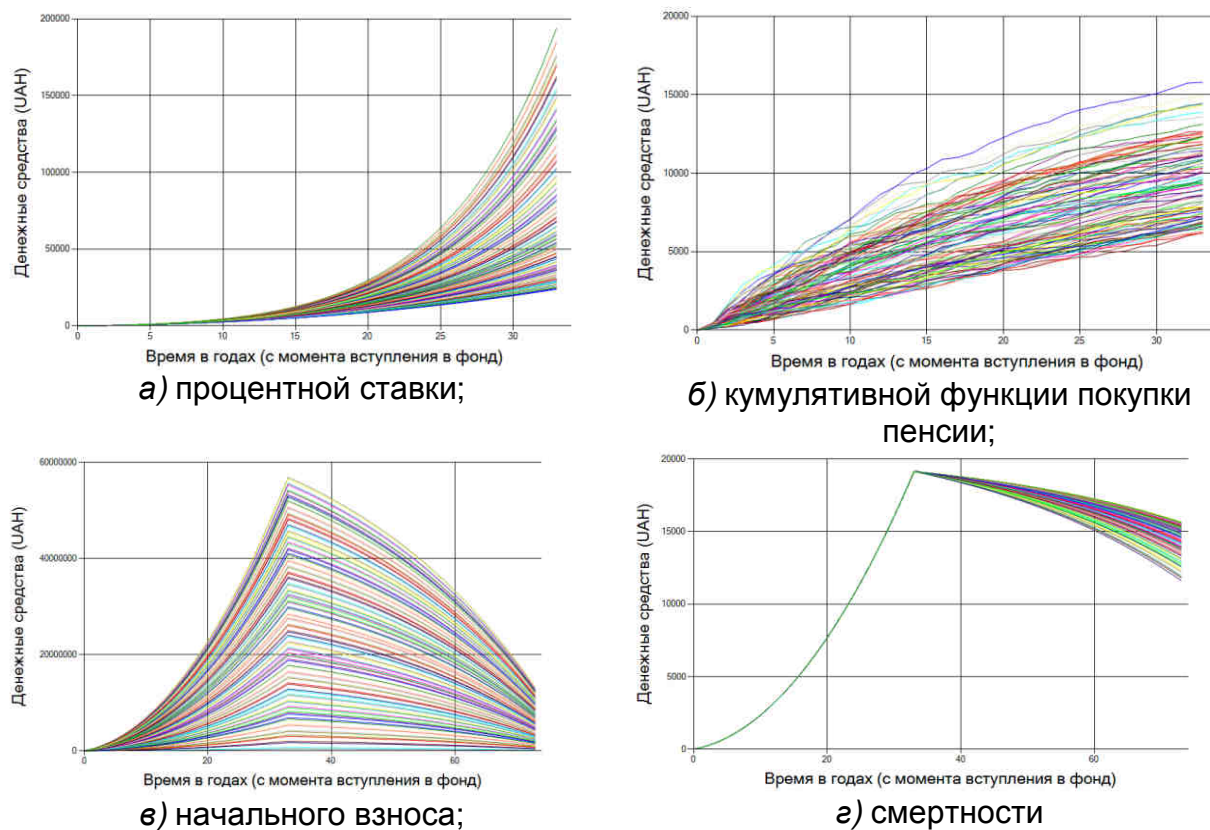 200000
150000
100000
50000
0
Денежные средства (UAH)
0 5 10 15 20 25 30
Время в годах (с момента вступления в фонд)
а) процентной ставки;
20000
15000
10000
5000
0
Денежные средства (UAH)
0 5 10 15 20 25 30
Время в годах (с момента вступления в фонд)
б) кумулятивной функции покупки
пенсии;
60000000
40000000
20000000
0
Денежные средства (UAH)
0 20 40 60
Время в годах (с момента вступления в фонд)
в) начального взноса;
20000
15000
10000
5000
0
Денежные средства (UAH)
0 20 40 60
Время в годах (с момента вступления в фонд)
г) смертности